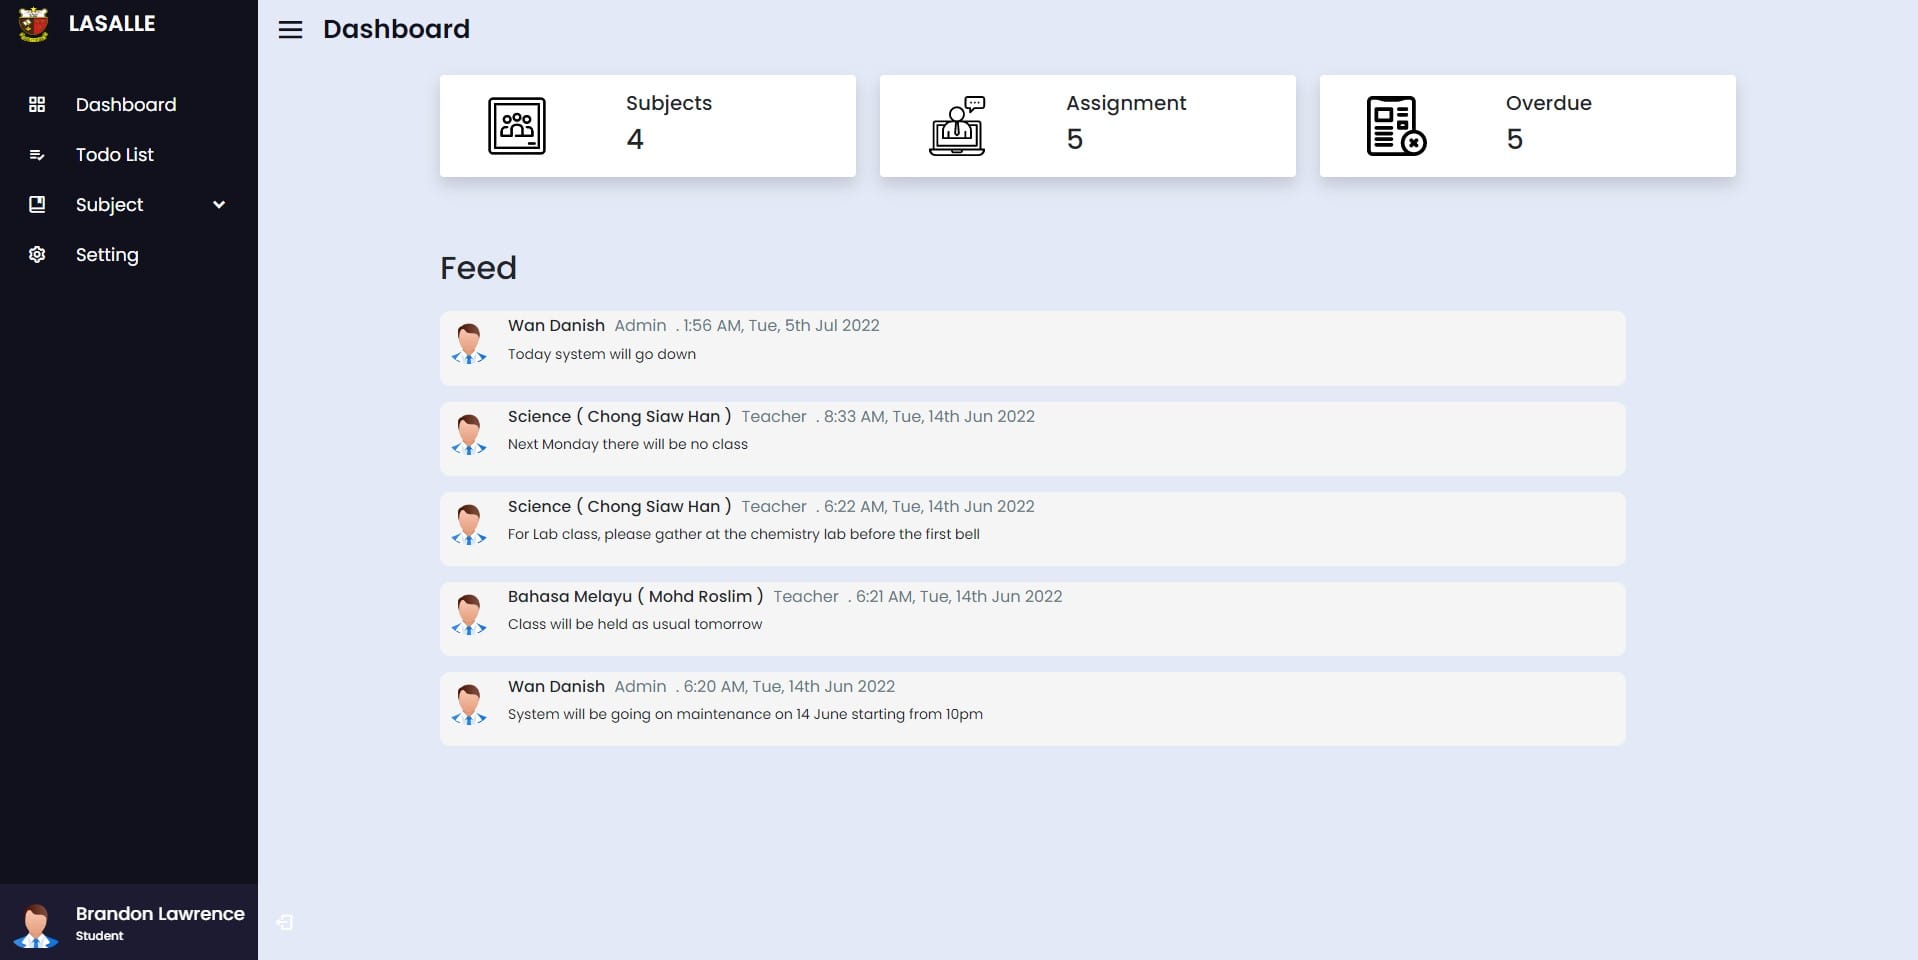 LASALLE
Dashboard
Todo List
Subject
Setting
Brandon Lawrence
Student
Dashboard
Subjects
4
Assignment
5
Overdue
5
Feed
Wan Danish Admin . 1:56 AM, Tue, 5th Jul 2022
Today system will go down
Science ( Chong Siaw Han ) Teacher . 8:33 AM, Tue, 14th Jun 2022
Next Monday there will be no class
Science ( Chong Siaw Han ) Teacher . 6:22 AM, Tue, 14th Jun 2022
For Lab class, please gather at the chemistry lab before the first bell
Bahasa Melayu ( Mohd Roslim ) Teacher . 6:21 AM, Tue, 14th Jun 2022
Class will be held as usual tomorrow
Wan Danish Admin . 6:20 AM, Tue, 14th Jun 2022
System will be going on maintenance on 14 June starting from 10pm